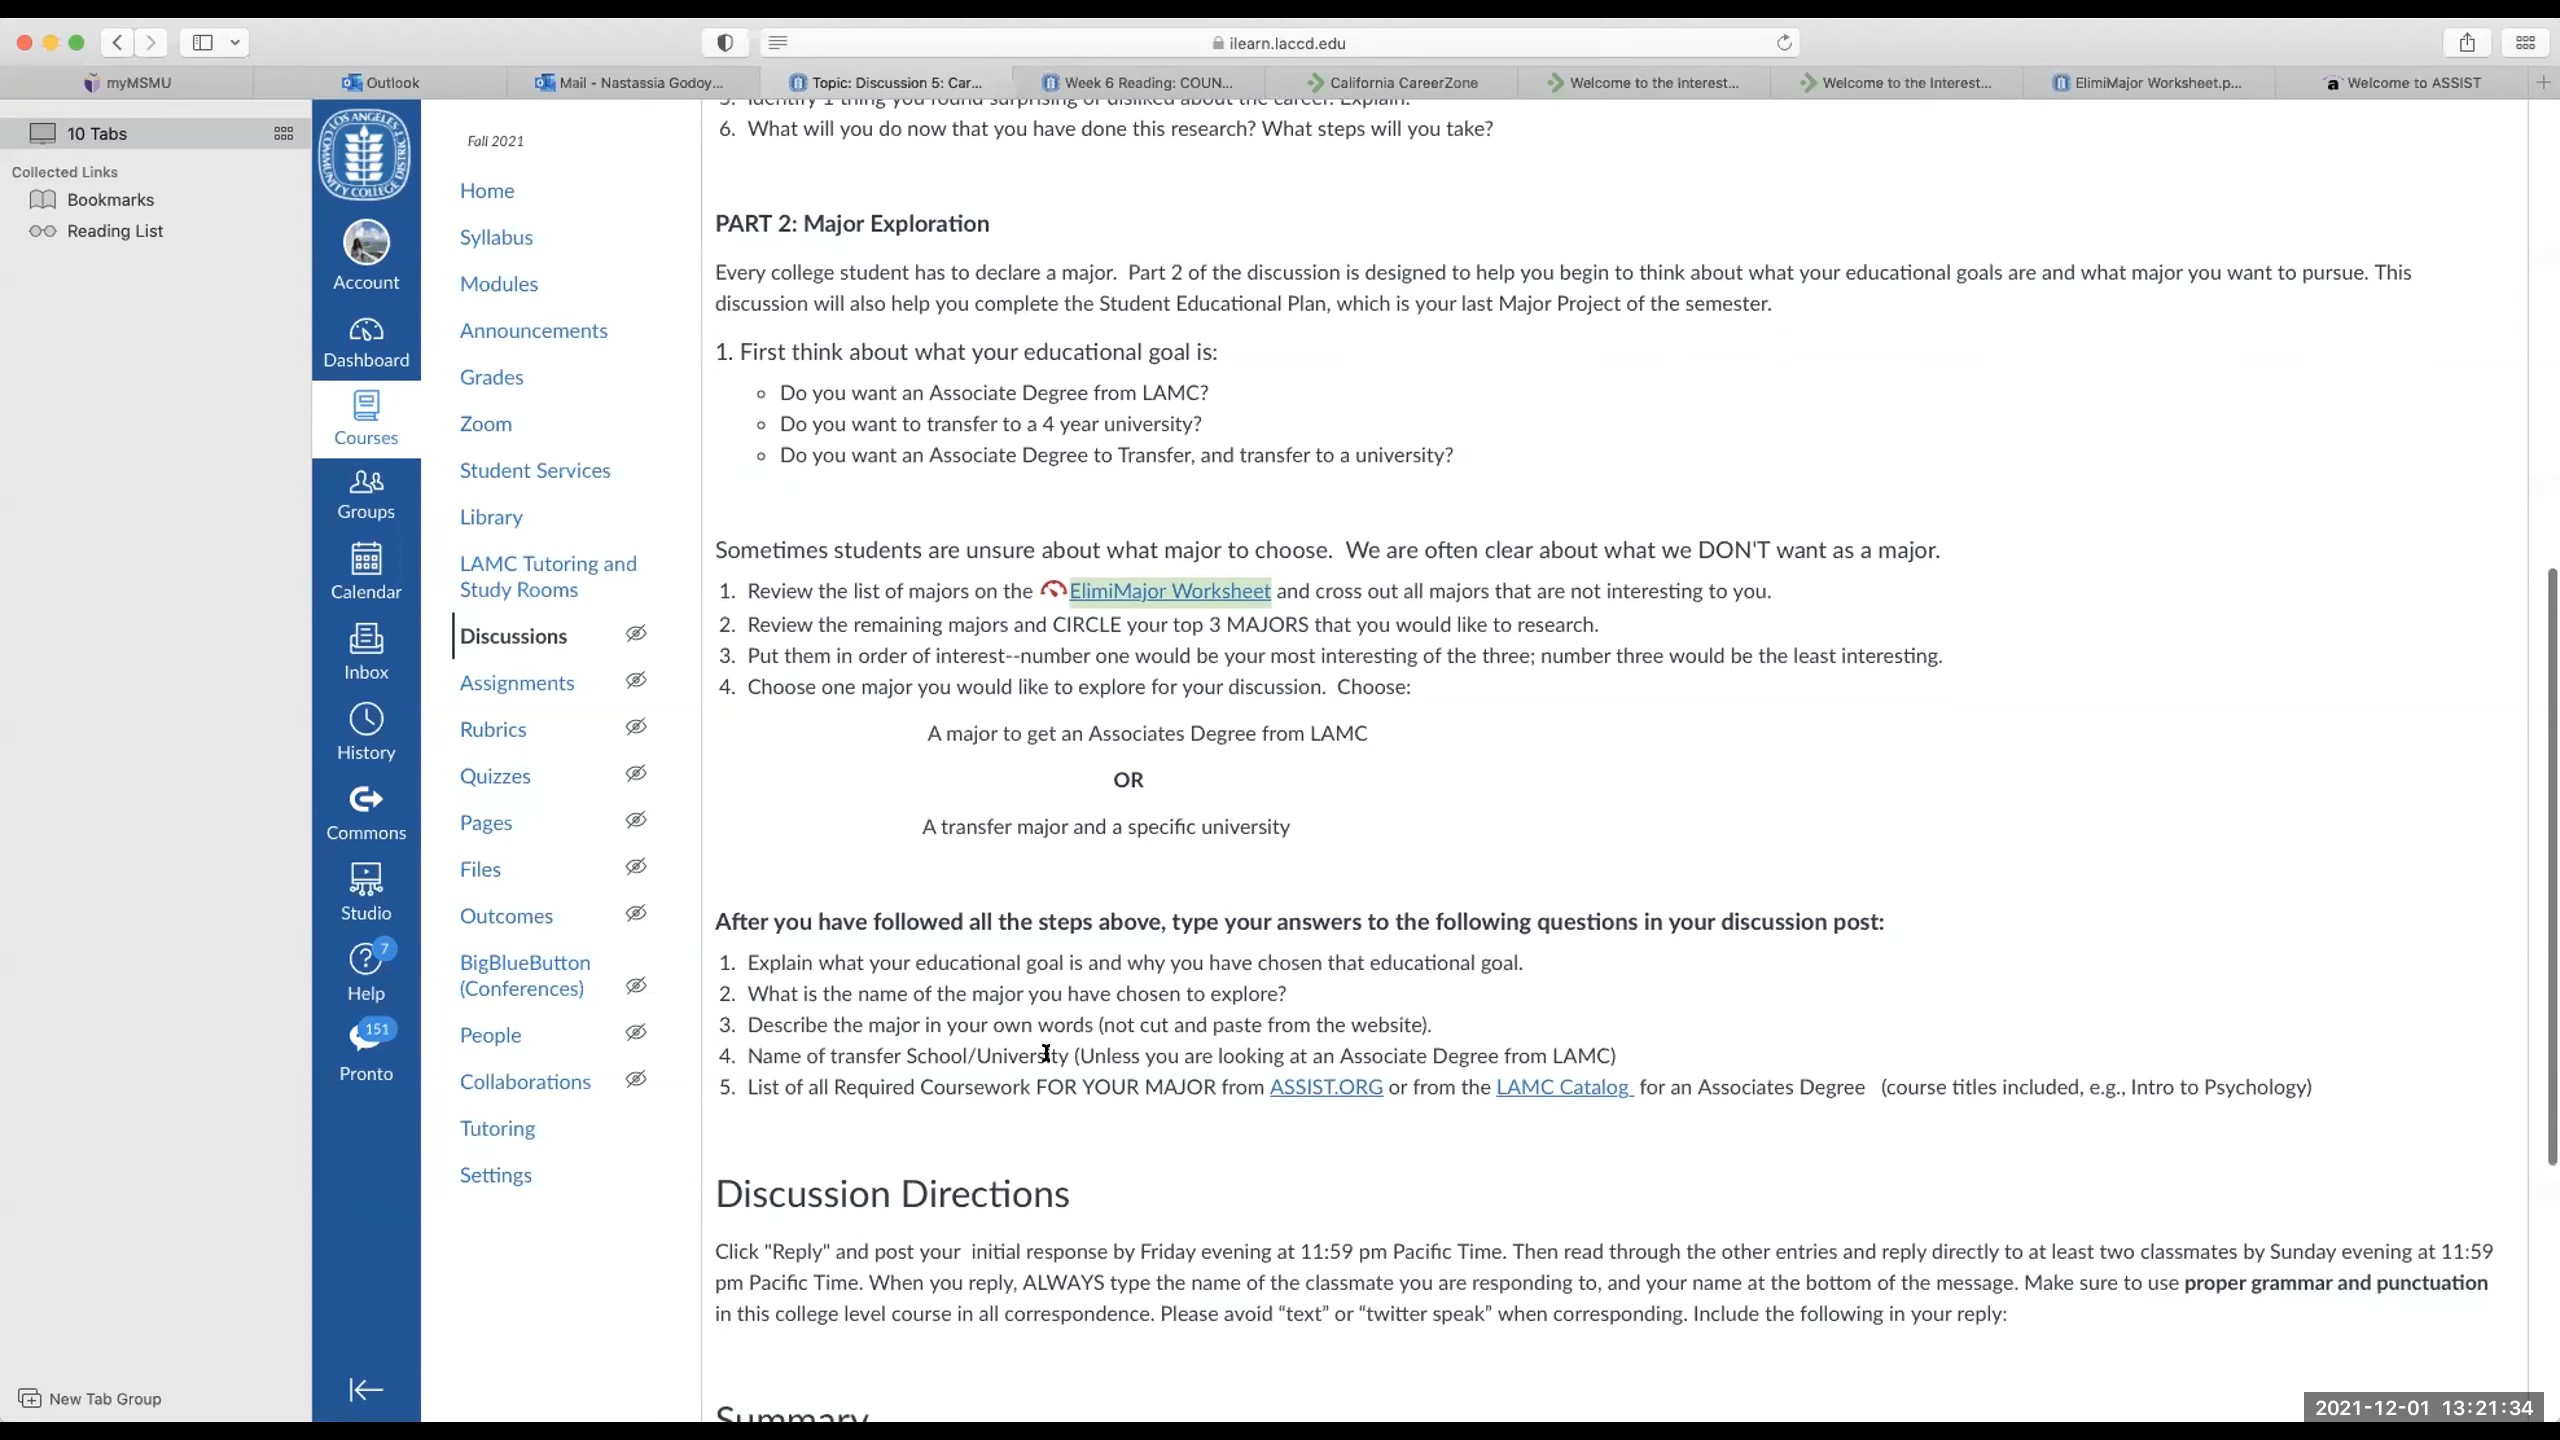 ilearn.laccd.edu
myMSMU
Outlook
Mail - Nastassia Godoy...
Topic: Discussion 5: Car...
Week 6 Reading: COUN...
California CareerZone
Welcome to the Interest...
Welcome to the Interest...
ElimiMajor Worksheet.p...
Welcome to ASSIST
10 Tabs
Collected Links
Bookmarks
Reading List
New Tab Group
LOS ANGELES COMMUNITY COLLEGE DISTRICT
Account
Dashboard
Courses
Groups
Calendar
Inbox
History
Commons
Studio
7
Help
151
Pronto
Fall 2021
Home
Syllabus
Modules
Announcements
Grades
Zoom
Student Services
Library
LAMC Tutoring and
Study Rooms
Discussions
Assignments
Rubrics
Quizzes
Pages
Files
Outcomes
BigBlueButton
(Conferences)
People
Collaborations
Tutoring
Settings
5. Identify 1 thing you found surprising or disliked about the career. Explain.
6. What will you do now that you have done this research? What steps will you take?
PART 2: Major Exploration
Every college student has to declare a major.  Part 2 of the discussion is designed to help you begin to think about what your educational goals are and what major you want to pursue. This
discussion will also help you complete the Student Educational Plan, which is your last Major Project of the semester.
1. First think about what your educational goal is:
Do you want an Associate Degree from LAMC?
Do you want to transfer to a 4 year university?
Do you want an Associate Degree to Transfer, and transfer to a university?
Sometimes students are unsure about what major to choose.  We are often clear about what we DON'T want as a major.
1. Review the list of majors on the ElimiMajor Worksheet and cross out all majors that are not interesting to you.
2. Review the remaining majors and CIRCLE your top 3 MAJORS that you would like to research.
3. Put them in order of interest--number one would be your most interesting of the three; number three would be the least interesting.
4. Choose one major you would like to explore for your discussion.  Choose:
A major to get an Associates Degree from LAMC
OR
A transfer major and a specific university
After you have followed all the steps above, type your answers to the following questions in your discussion post:
1. Explain what your educational goal is and why you have chosen that educational goal.
2. What is the name of the major you have chosen to explore?
3. Describe the major in your own words (not cut and paste from the website).
4. Name of transfer School/University (Unless you are looking at an Associate Degree from LAMC)
5. List of all Required Coursework FOR YOUR MAJOR from ASSIST.ORG or from the LAMC Catalog  for an Associates Degree   (course titles included, e.g., Intro to Psychology)
Discussion Directions
Click "Reply" and post your  initial response by Friday evening at 11:59 pm Pacific Time. Then read through the other entries and reply directly to at least two classmates by Sunday evening at 11:59
pm Pacific Time. When you reply, ALWAYS type the name of the classmate you are responding to, and your name at the bottom of the message. Make sure to use proper grammar and punctuation
in this college level course in all correspondence. Please avoid “text” or “twitter speak” when corresponding. Include the following in your reply:
Summary
2021-12-01 13:21:34